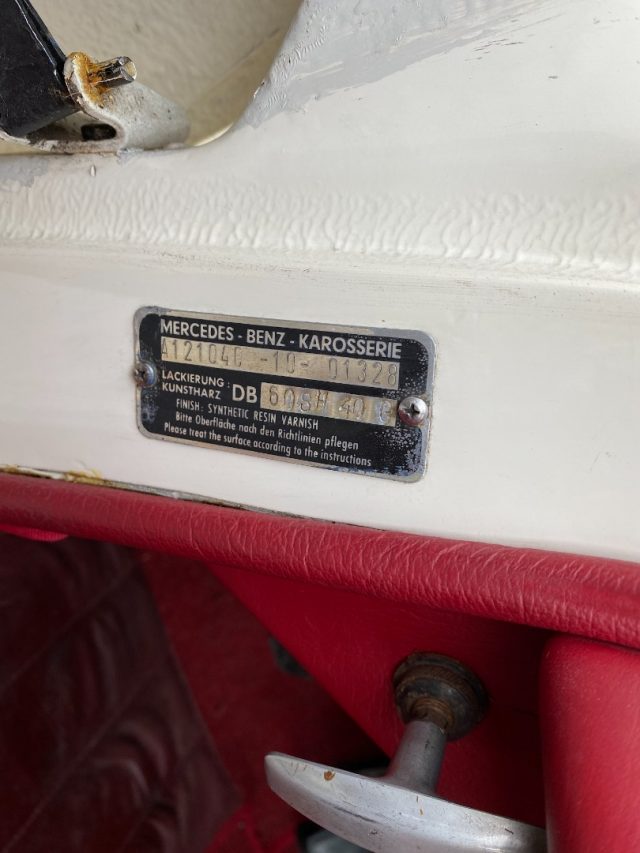 MERCEDES - BENZ - KAROSSERIE
A121040 -10- 01328
LACKIERUNG :
KUNSTHARZ DB 608H 40 G
FINISH: SYNTHETIC RESIN VARNISH
Bitte Oberfläche nach den Richtlinien pflegen
Please treat the surface according to the instructions